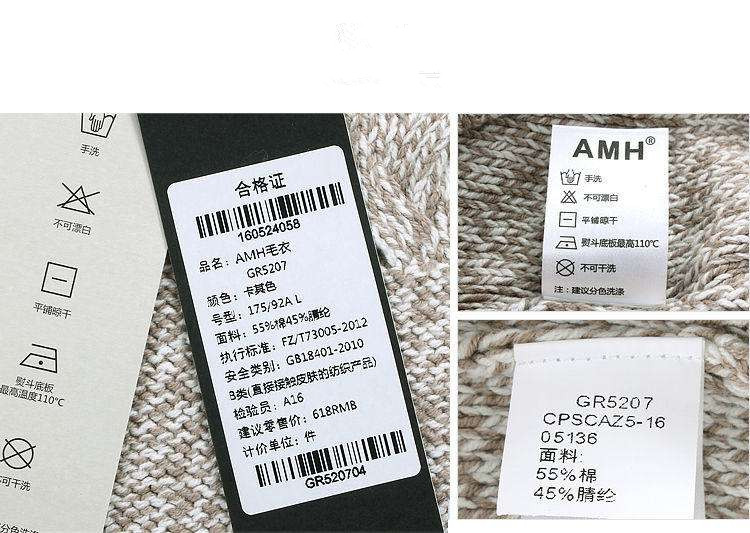 手洗
不可漂白
平铺晾干
熨斗底板
最高温度110℃
不可干洗
建议分色洗涤
合格证
160524058
品名：AMH毛衣
GR5207
颜色：卡其色
号型：175/92A L
面料：55%棉45%腈纶
执行标准：FZ/T73005-2012
安全类别：GB18401-2010
B类(直接接触皮肤的纺织产品)
检验员：A16
建议零售价：618RMB
计价单位：件
GR520704
AMH®
手洗
不可漂白
平铺晾干
熨斗底板最高110℃
不可干洗
注：建议分色洗涤
GR5207
CPSCAZ5-16
05136
面料:
55%棉
45%腈纶